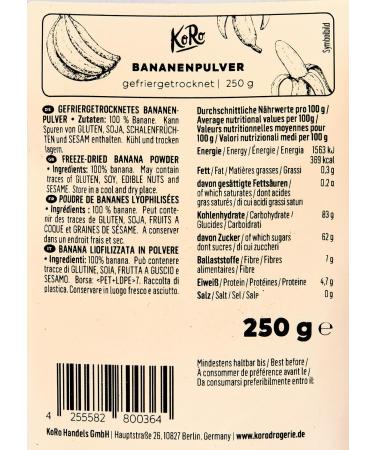 KoRo
BANANENPULVER
gefriergetrocknet | 250 g
Symbolbild
DE GEFRIERGETROCKNETES BANANEN-
PULVER • Zutaten: 100 % Banane. Kann
Spuren von GLUTEN, SOJA, SCHALENFRÜCH-
TEN und SESAM enthalten. Kühl und trocken
lagern.
FREEZE-DRIED BANANA POWDER
• Ingredients: 100 % banana. May contain
traces of GLUTEN, SOY, EDIBLE NUTS and
SESAME. Store in a cool and dry place.
POUDRE DE BANANES LYOPHILISÉES
• Ingrédients : 100 % banane. Peut conte-
nir des traces de GLUTEN, SOJA, FRUITS À
COQUE et GRAINES DE SÉSAME. À conserver
dans un endroit frais et sec.
IT BANANA LIOFILIZZATA IN POLVERE
• Ingredienti: 100 % banana. Può contenere
tracce di GLUTINE, SOIA, FRUTTA A GUSCIO e
SESAMO. Borsa: <PET+LDPE>7. Raccolta di
plastica. Conservare in luogo fresco e asciutto.
Durchschnittliche Nährwerte pro 100 g /
Average nutritional values per 100g/
Valeurs nutritionnelles moyennes pour
100 g / Valori nutrizionali medi per 100 g
Energie / Energy / Énergie / Energia 1563 kJ
369 kcal
Fett / Fat / Matières grasses / Grassi 0,3 g
davon gesättigte Fettsäuren / 0,2 g
of which saturates / dont acides
gras saturés / di cui acidi grassi saturi
Kohlenhydrate / Carbohydrate / 83 g
Glucides / Carboidrati
davon Zucker / of which sugars 62 g
dont sucres / di cui zuccheri
Ballaststoffe / Fibre / Fibres 7 g
alimentaires / Fibre
Eiweiß / Protein / Protéines / Proteine 4,7 g
Salz / Salt / Sel / Sale 0 g
250 g e
Mindestens haltbar bis / Best before /
À consommer de préférence avant le /
Da consumarsi preferibilmente entro il:
4 255582 800364
KoRo Handels GmbH | Hauptstraße 26, 10827 Berlin, Germany | www.korodrogerie.de